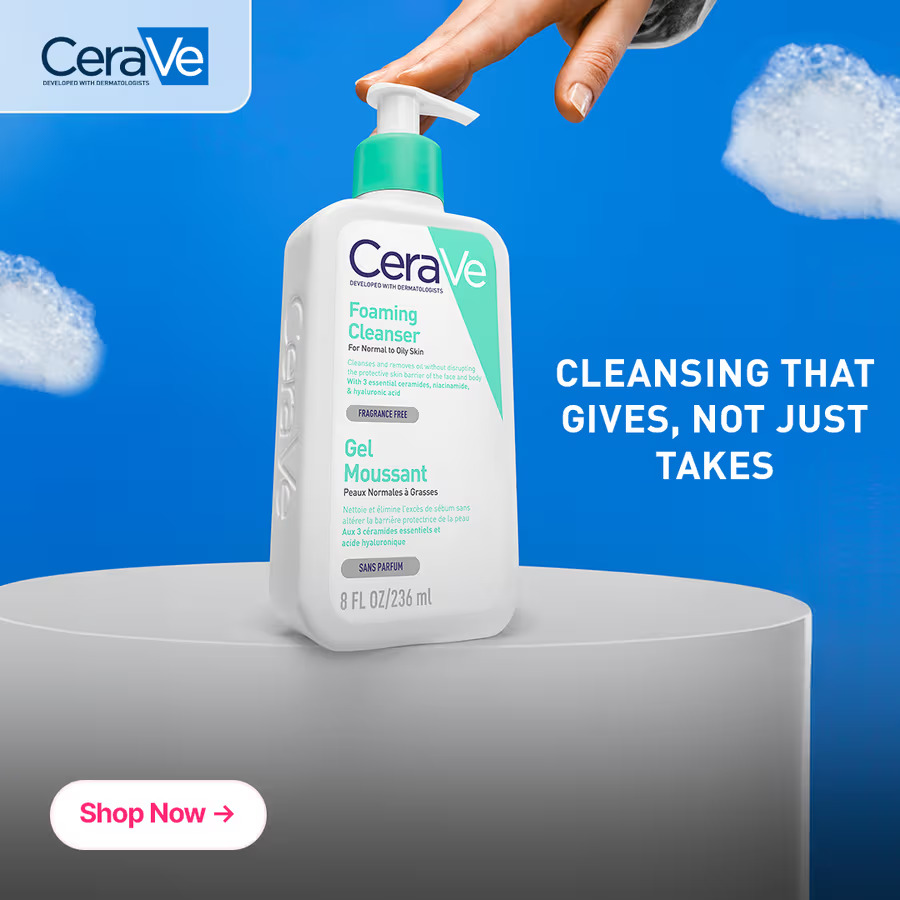 CeraVe
DEVELOPED WITH DERMATOLOGISTS
CeraVe
DEVELOPED WITH DERMATOLOGISTS
Foaming
Cleanser
For Normal to Oily Skin
Cleanses and removes oil without disrupting
the protective skin barrier of the face and body
With 3 essential ceramides, niacinamide,
& hyaluronic acid
FRAGRANCE FREE
Gel
Moussant
Peaux Normales à Grasses
Nettoie et élimine l'excès de sébum sans
altérer la barrière protectrice de la peau
Aux 3 céramides essentiels et
acide hyaluronique
SANS PARFUM
8 FL OZ/236 ml
CeraVe
CLEANSING THAT
GIVES, NOT JUST
TAKES
Shop Now →